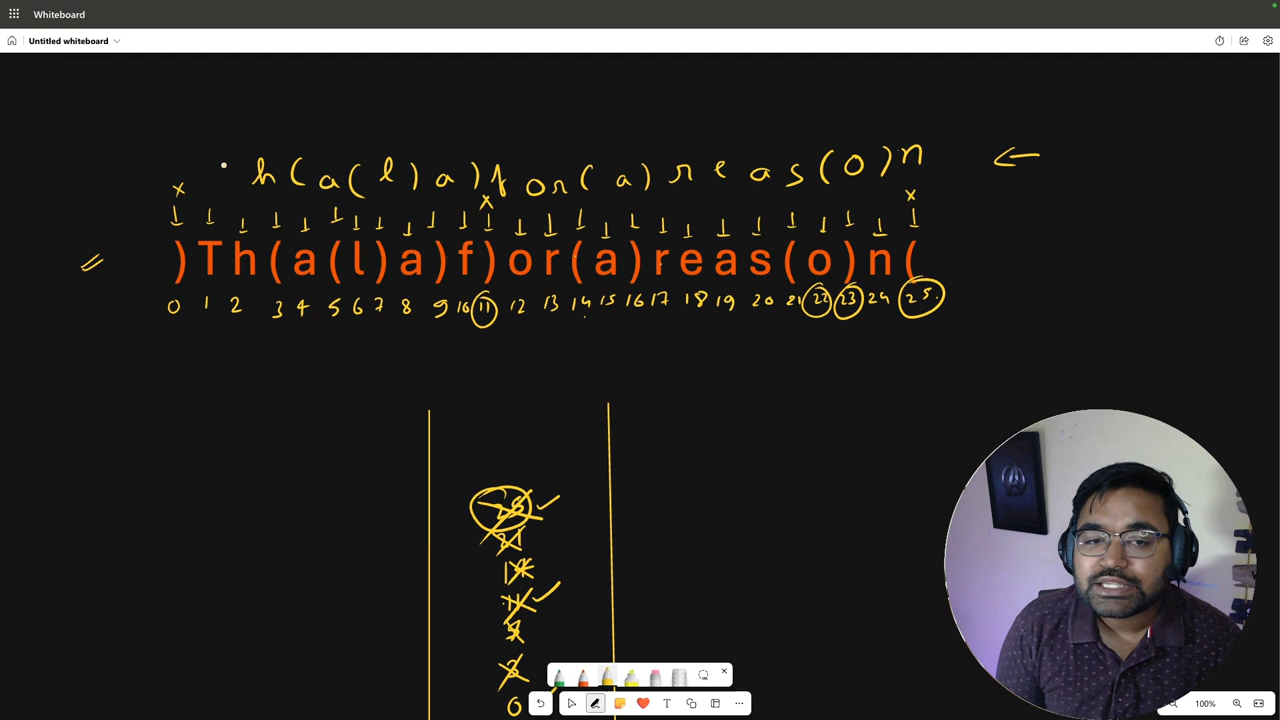 Whiteboard
Untitled whiteboard
h(a(l)a)for(a)reas(o)n ←
x x x
)Th(a(l)a)f)or(a)reas(o)n(
0 1 2 3 4 5 6 7 8 9 10 11 12 13 14 15 16 17 18 19 20 21 22 23 24 25
0
100%